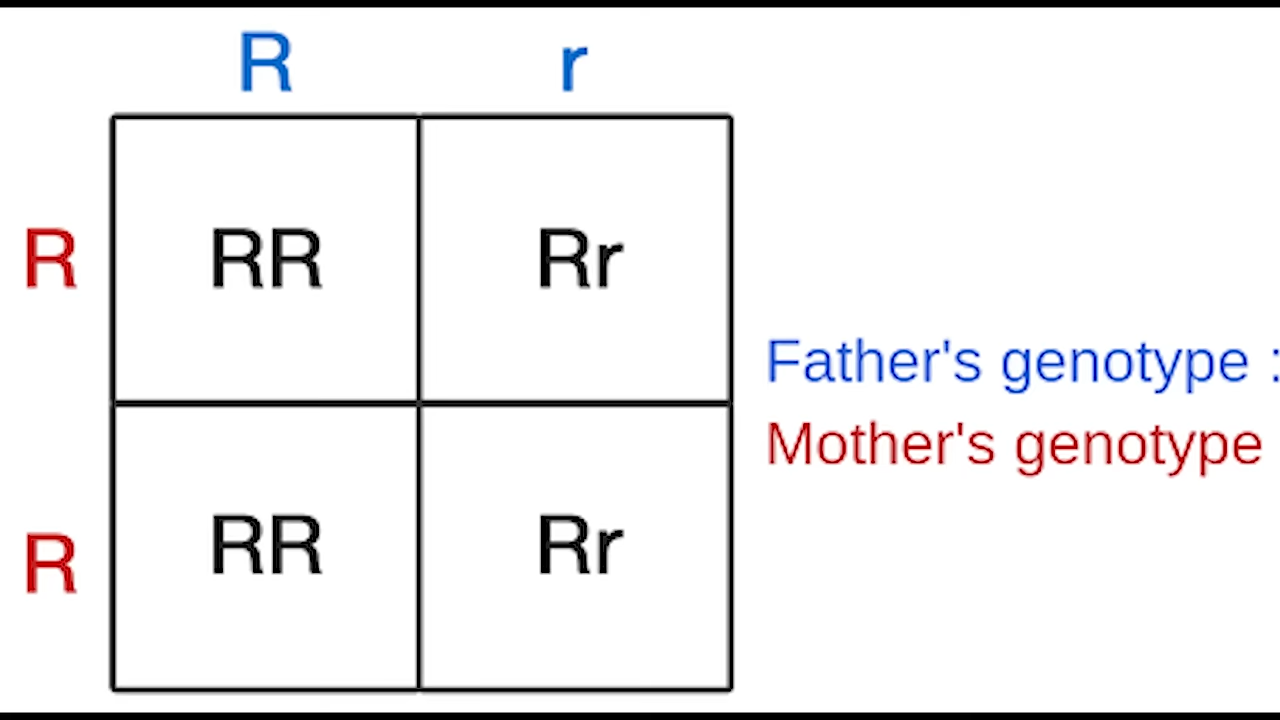 R r
R RR Rr
Father's genotype :
Mother's genotype
R RR Rr